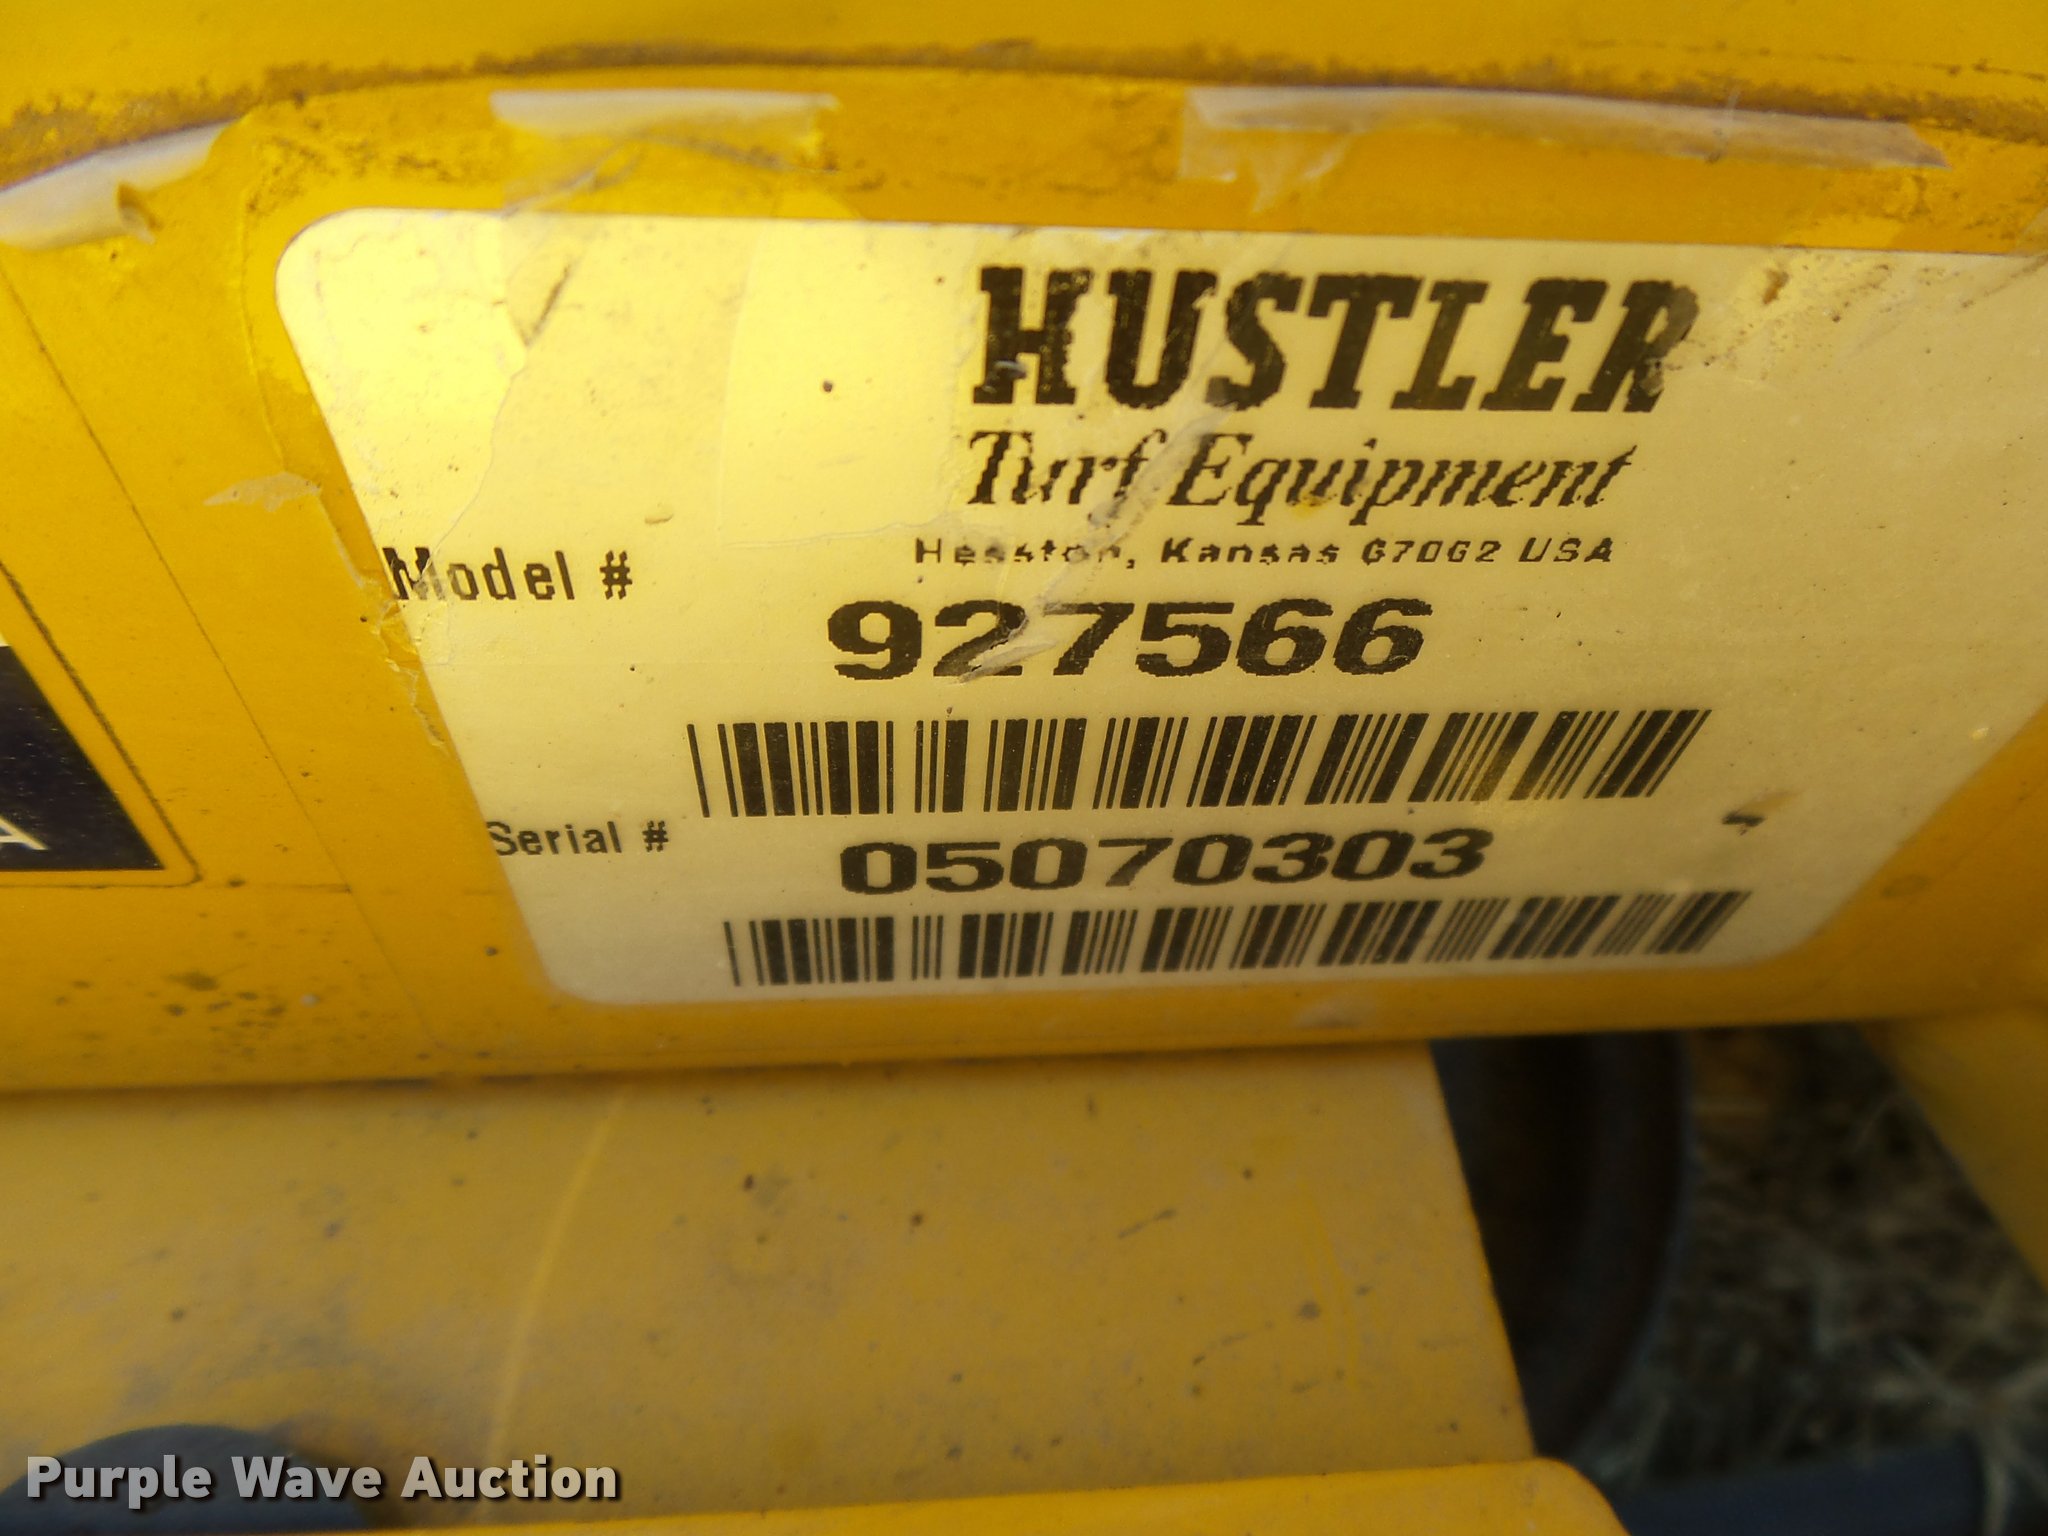 HUSTLER
Turf Equipment
Hesston, Kansas 67062 USA
Model #
927566
Serial #
05070303
A
Purple Wave Auction